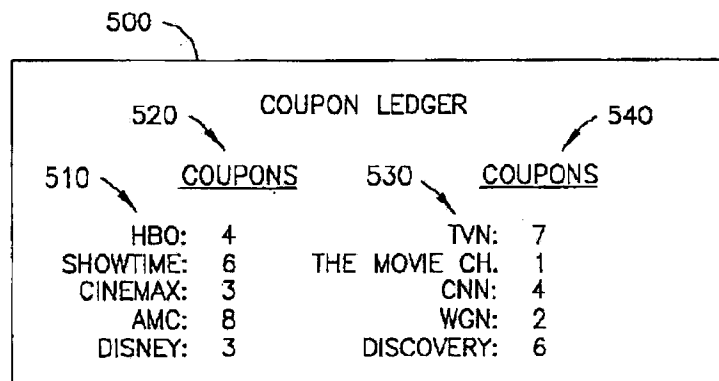 500
COUPON LEDGER
520 540
510 COUPONS 530 COUPONS
HBO: 4 TVN: 7
SHOWTIME: 6 THE MOVIE CH. 1
CINEMAX: 3 CNN: 4
AMC: 8 WGN: 2
DISNEY: 3 DISCOVERY: 6